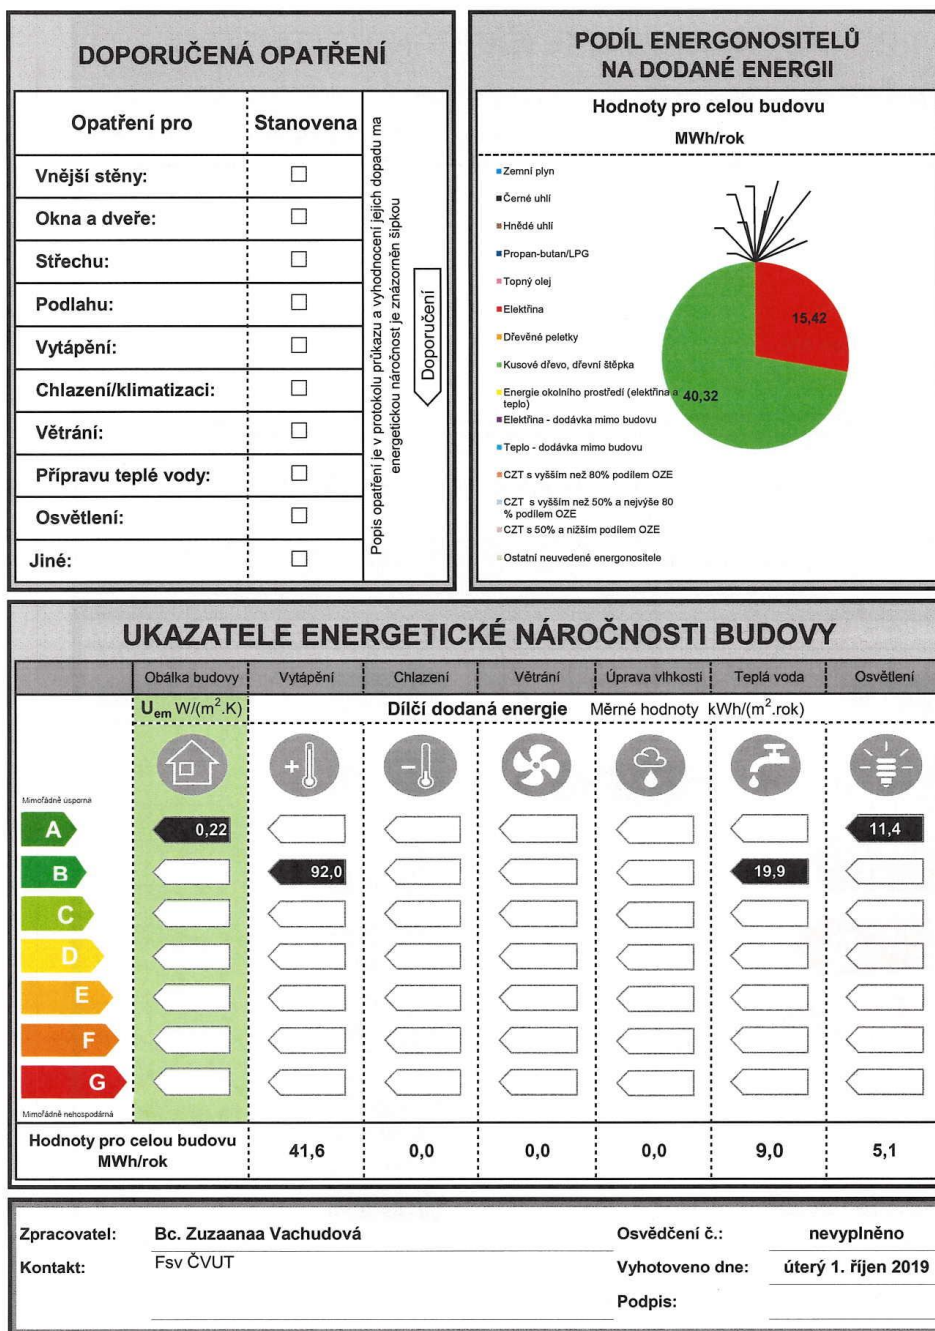 DOPORUČENÁ OPATŘENÍ
Opatření pro
Stanovena
Vnější stěny:
Okna a dveře:
Střechu:
Podlahu:
Vytápění:
Chlazení/klimatizaci:
Větrání:
Přípravu teplé vody:
Osvětlení:
Jiné:
Popis opatření je v protokolu průkazu a vyhodnocení jejich dopadu ma
energetickou náročnost je znázorněn šipkou
Doporučení
PODÍL ENERGONOSITELŮ
NA DODANÉ ENERGII
Hodnoty pro celou budovu
MWh/rok
Zemní plyn
Černé uhlí
Hnědé uhlí
Propan-butan/LPG
Topný olej
Elektřina
Dřevěné peletky
Kusové dřevo, dřevní štěpka
Energie okolního prostředí (elektřina a
teplo)
Elektřina - dodávka mimo budovu
Teplo - dodávka mimo budovu
CZT s vyšším než 80% podílem OZE
CZT s vyšším než 50% a nejvýše 80
% podílem OZE
CZT s 50% a nižším podílem OZE
Ostatní neuvedené energonositele
15,42
40,32
UKAZATELE ENERGETICKÉ NÁROČNOSTI BUDOVY
Obálka budovy Vytápění Chlazení Větrání Úprava vlhkosti Teplá voda Osvětlení
Uem W/(m².K) Dílčí dodaná energie Měrné hodnoty kWh/(m².rok)
Mimořádně úsporná
A 0,22 11,4
B 92,0 19,9
C
D
E
F
G
Mimořádně nehospodárná
Hodnoty pro celou budovu
MWh/rok
41,6 0,0 0,0 0,0 9,0 5,1
Zpracovatel: Bc. Zuzaanaa Vachudová
Kontakt: Fsv ČVUT
Osvědčení č.: nevyplněno
Vyhotoveno dne: úterý 1. říjen 2019
Podpis: